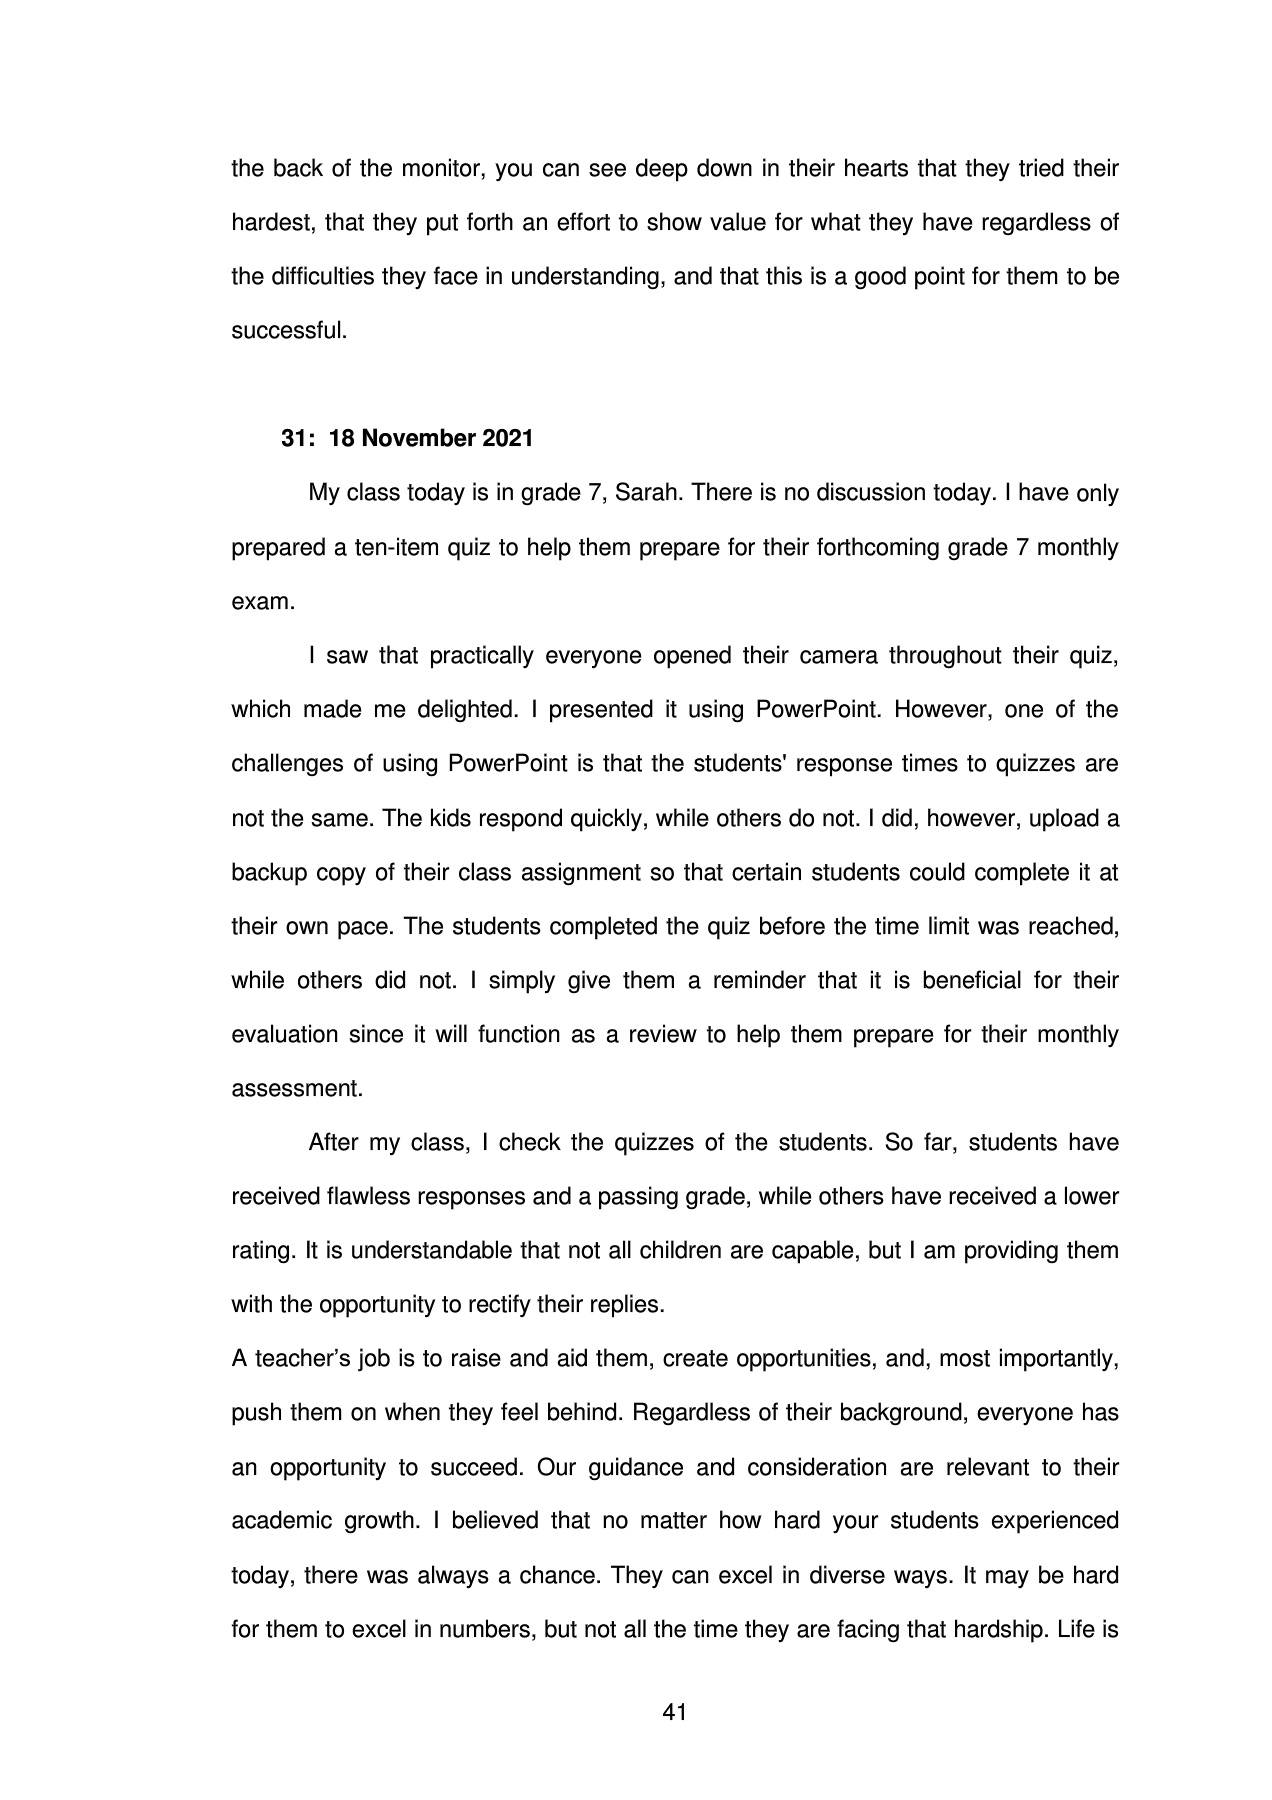 the back of the monitor, you can see deep down in their hearts that they tried their
hardest, that they put forth an effort to show value for what they have regardless of
the difficulties they face in understanding, and that this is a good point for them to be
successful.
31:  18 November 2021
My class today is in grade 7, Sarah. There is no discussion today. I have only
prepared a ten-item quiz to help them prepare for their forthcoming grade 7 monthly
exam.
I saw that practically everyone opened their camera throughout their quiz,
which made me delighted. I presented it using PowerPoint. However, one of the
challenges of using PowerPoint is that the students' response times to quizzes are
not the same. The kids respond quickly, while others do not. I did, however, upload a
backup copy of their class assignment so that certain students could complete it at
their own pace. The students completed the quiz before the time limit was reached,
while others did not. I simply give them a reminder that it is beneficial for their
evaluation since it will function as a review to help them prepare for their monthly
assessment.
After my class, I check the quizzes of the students. So far, students have
received flawless responses and a passing grade, while others have received a lower
rating. It is understandable that not all children are capable, but I am providing them
with the opportunity to rectify their replies.
A teacher’s job is to raise and aid them, create opportunities, and, most importantly,
push them on when they feel behind. Regardless of their background, everyone has
an opportunity to succeed. Our guidance and consideration are relevant to their
academic growth. I believed that no matter how hard your students experienced
today, there was always a chance. They can excel in diverse ways. It may be hard
for them to excel in numbers, but not all the time they are facing that hardship. Life is
41